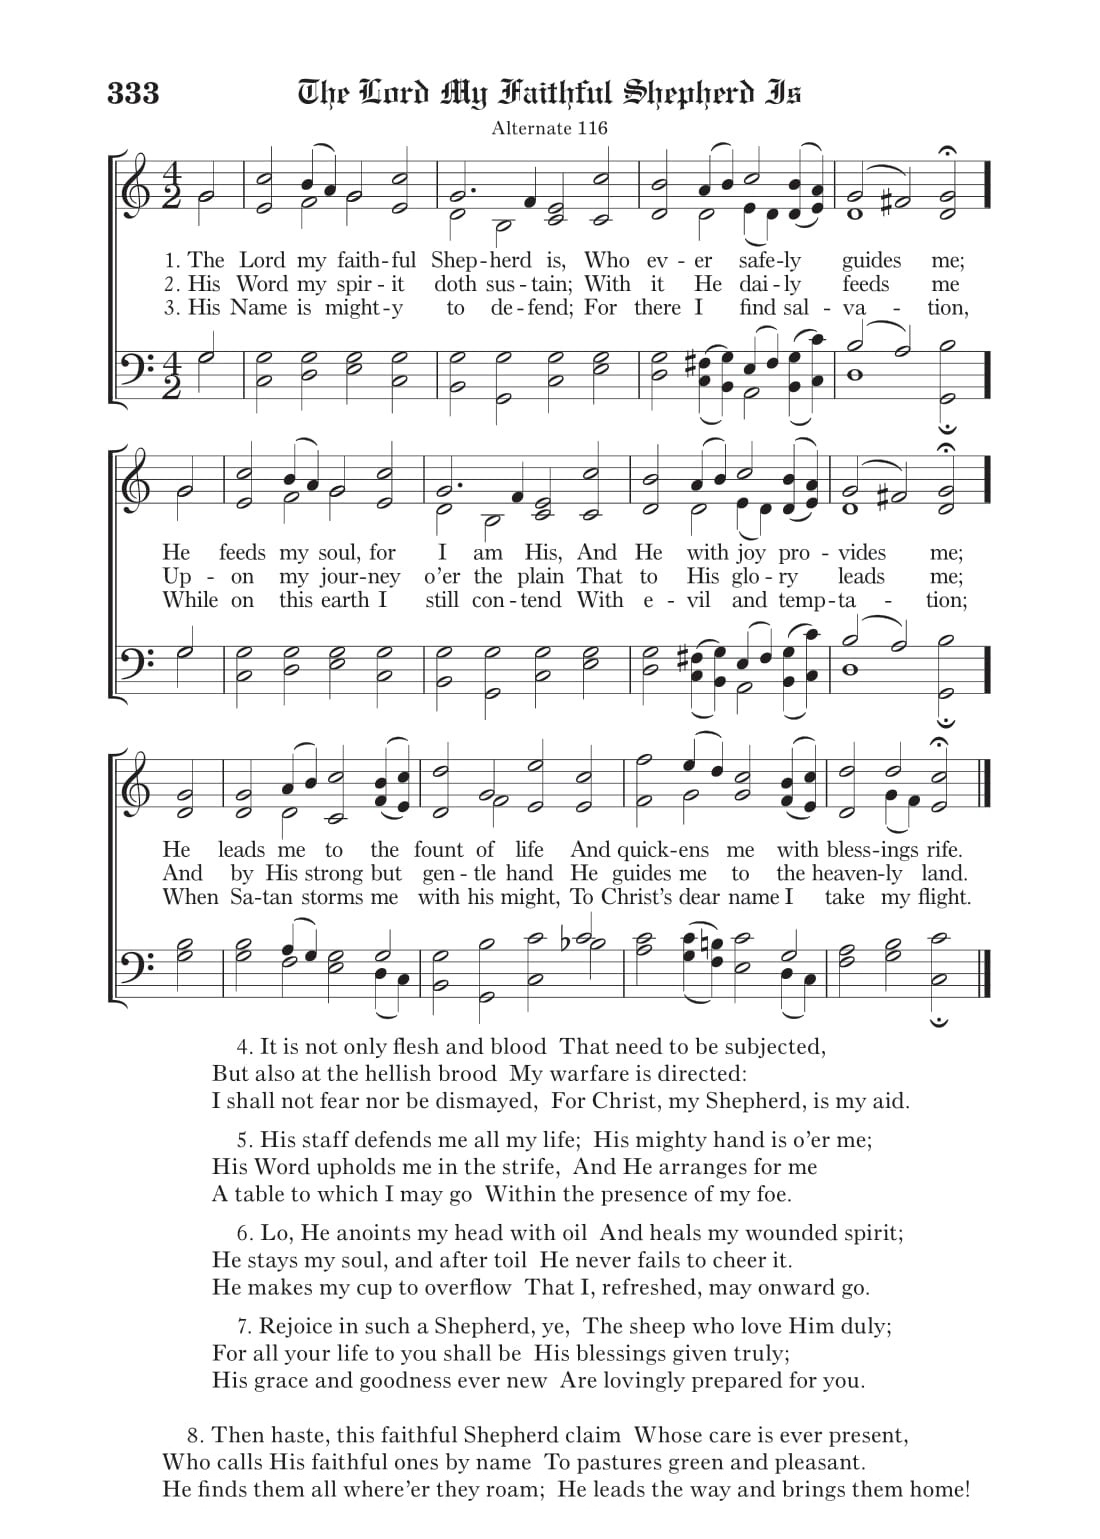 333 The Lord My Faithful Shepherd Is
Alternate 116
4
2
1. The Lord my faith-ful Shep-herd is, Who ev - er safe-ly guides me;
2. His Word my spir - it doth sus - tain; With it He dai - ly feeds me
3. His Name is might-y to de - fend; For there I find sal - va - tion,
4
2
He feeds my soul, for I am His, And He with joy pro - vides me;
Up - on my jour-ney o'er the plain That to His glo - ry leads me;
While on this earth I still con - tend With e - vil and temp-ta - tion;
He leads me to the fount of life And quick-ens me with bless-ings rife.
And by His strong but gen - tle hand He guides me to the heaven-ly land.
When Sa-tan storms me with his might, To Christ's dear name I take my flight.
4. It is not only flesh and blood That need to be subjected,
But also at the hellish brood My warfare is directed:
I shall not fear nor be dismayed, For Christ, my Shepherd, is my aid.
5. His staff defends me all my life; His mighty hand is o'er me;
His Word upholds me in the strife, And He arranges for me
A table to which I may go Within the presence of my foe.
6. Lo, He anoints my head with oil And heals my wounded spirit;
He stays my soul, and after toil He never fails to cheer it.
He makes my cup to overflow That I, refreshed, may onward go.
7. Rejoice in such a Shepherd, ye, The sheep who love Him duly;
For all your life to you shall be His blessings given truly;
His grace and goodness ever new Are lovingly prepared for you.
8. Then haste, this faithful Shepherd claim Whose care is ever present,
Who calls His faithful ones by name To pastures green and pleasant.
He finds them all where'er they roam; He leads the way and brings them home!